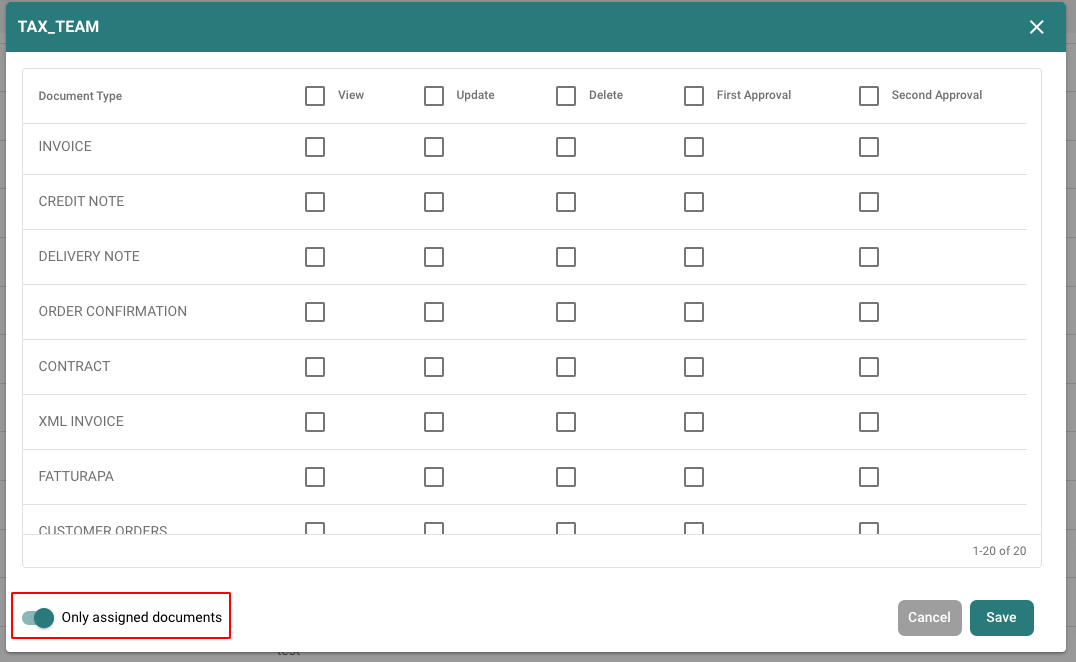 TAX_TEAM
Document Type View Update Delete First Approval Second Approval
INVOICE
CREDIT NOTE
DELIVERY NOTE
ORDER CONFIRMATION
CONTRACT
XML INVOICE
FATTURAPA
CUSTOMER ORDERS
1-20 of 20
Only assigned documents Cancel Save
test